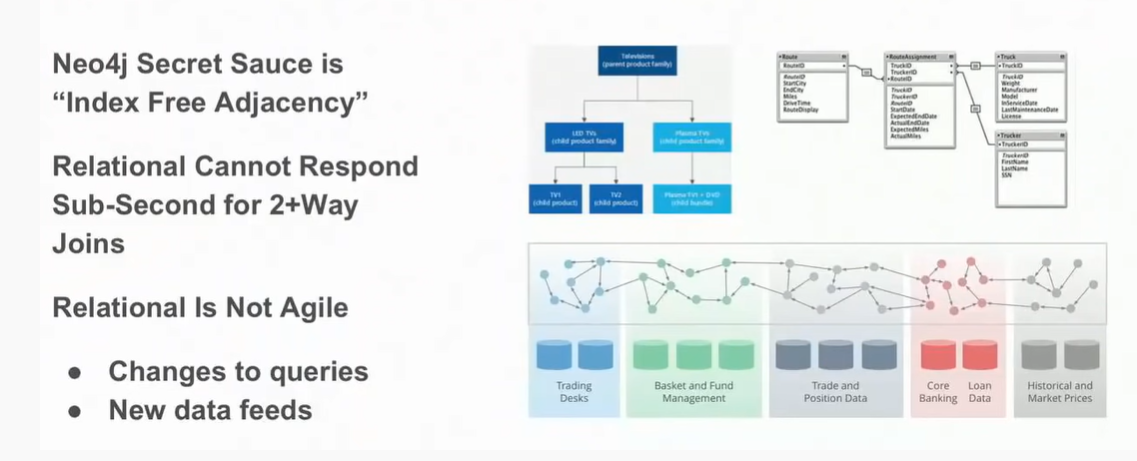 Neo4j Secret Sauce is
“Index Free Adjacency”
Relational Cannot Respond
Sub-Second for 2+Way
Joins
Relational Is Not Agile
● Changes to queries
● New data feeds
Televisions
(parent product family)
LED TVs
(child product family)
Plasma TVs
(child product family)
TV1
(child product)
TV2
(child product)
Plasma TV1 + DVD
(child bundle)
Route
RouteID
RouteID
StartCity
EndCity
Miles
DriveTime
RouteDisplay
RouteAssignment
TruckID
TruckerID
RouteID
TruckID
TruckerID
RouteID
StartDate
ExpectedEndDate
ActualEndDate
ExpectedMiles
ActualMiles
Truck
TruckID
TruckID
Weight
Manufacturer
Model
InServiceDate
LastMaintenanceDate
License
Trucker
TruckerID
TruckerID
FirstName
LastName
SSN
Trading
Desks
Basket and Fund
Management
Trade and
Position Data
Core
Banking
Loan
Data
Historical and
Market Prices